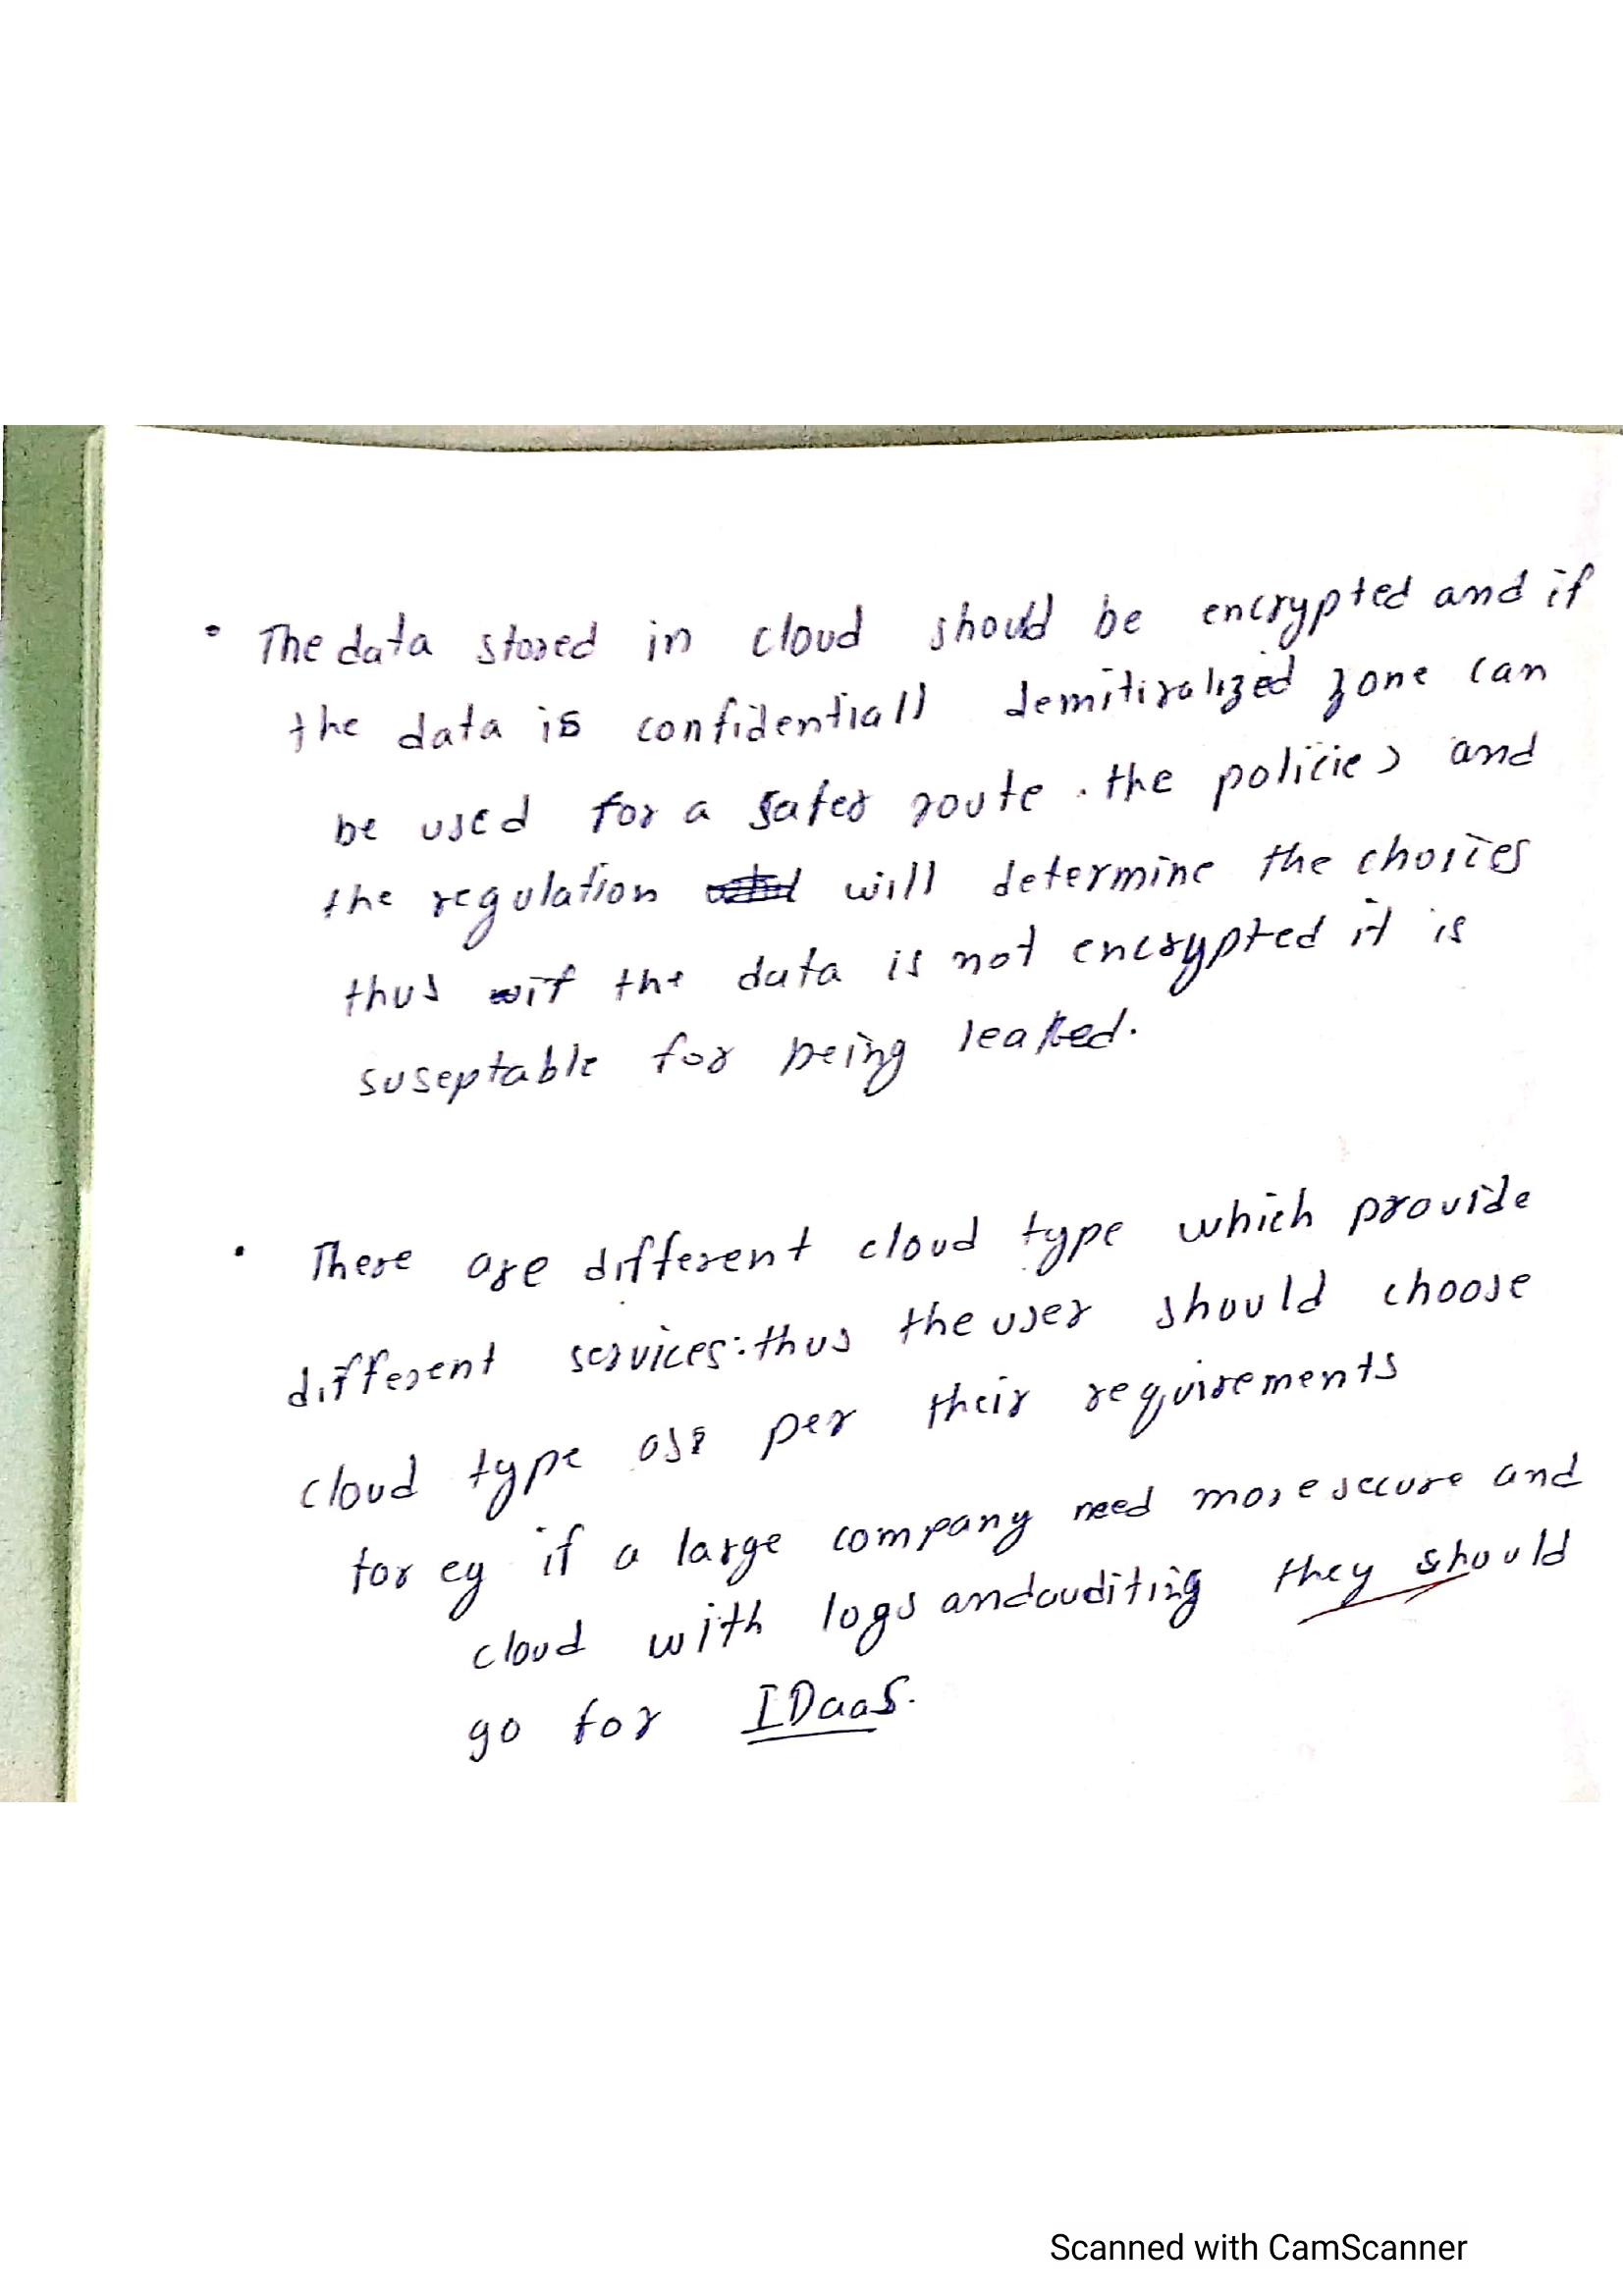 • The data stored in cloud should be encrypted and if
the data is confidentiall demitiralized zone can
be used for a safer route. the policies and
the regulation will determine the choices
thus if the data is not encrypted it is
suseptable for being leaked.
• There are different cloud type which provide
different services. thus the user should choose
cloud type as per their requirements
for eg if a large company need more secure and
cloud with logs and auditing they should
go for IDaaS.
Scanned with CamScanner